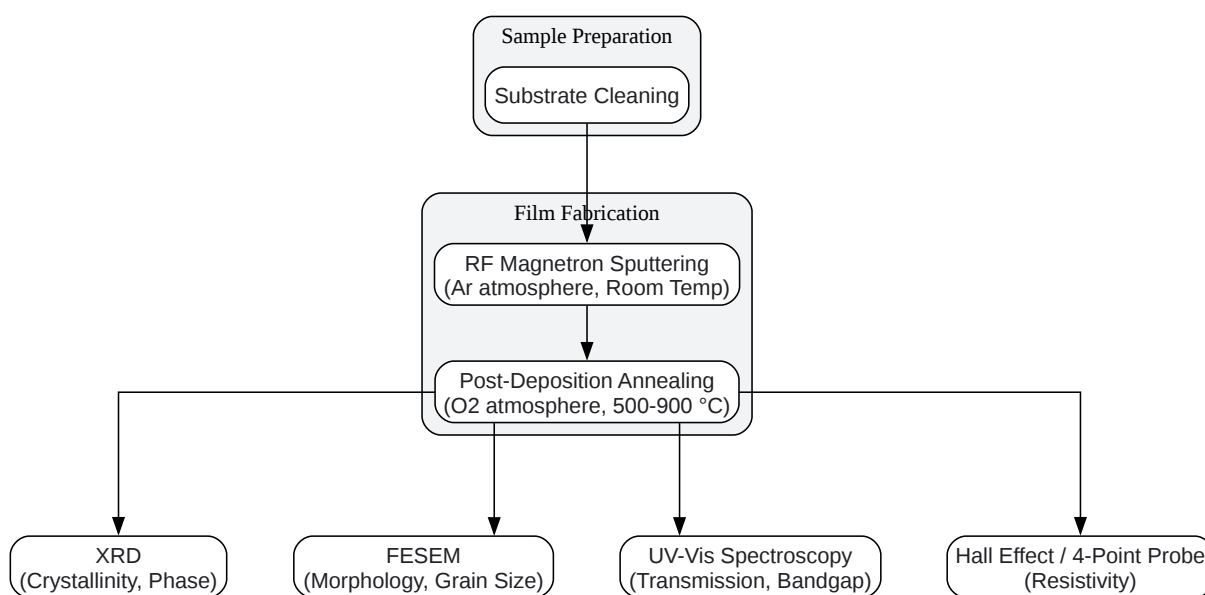 Sample Preparation
Substrate Cleaning
Film Fabrication
RF Magnetron Sputtering
(Ar atmosphere, Room Temp)
Post-Deposition Annealing
(O2 atmosphere, 500-900 °C)
XRD
(Crystallinity, Phase)
FESEM
(Morphology, Grain Size)
UV-Vis Spectroscopy
(Transmission, Bandgap)
Hall Effect / 4-Point Probe
(Resistivity)